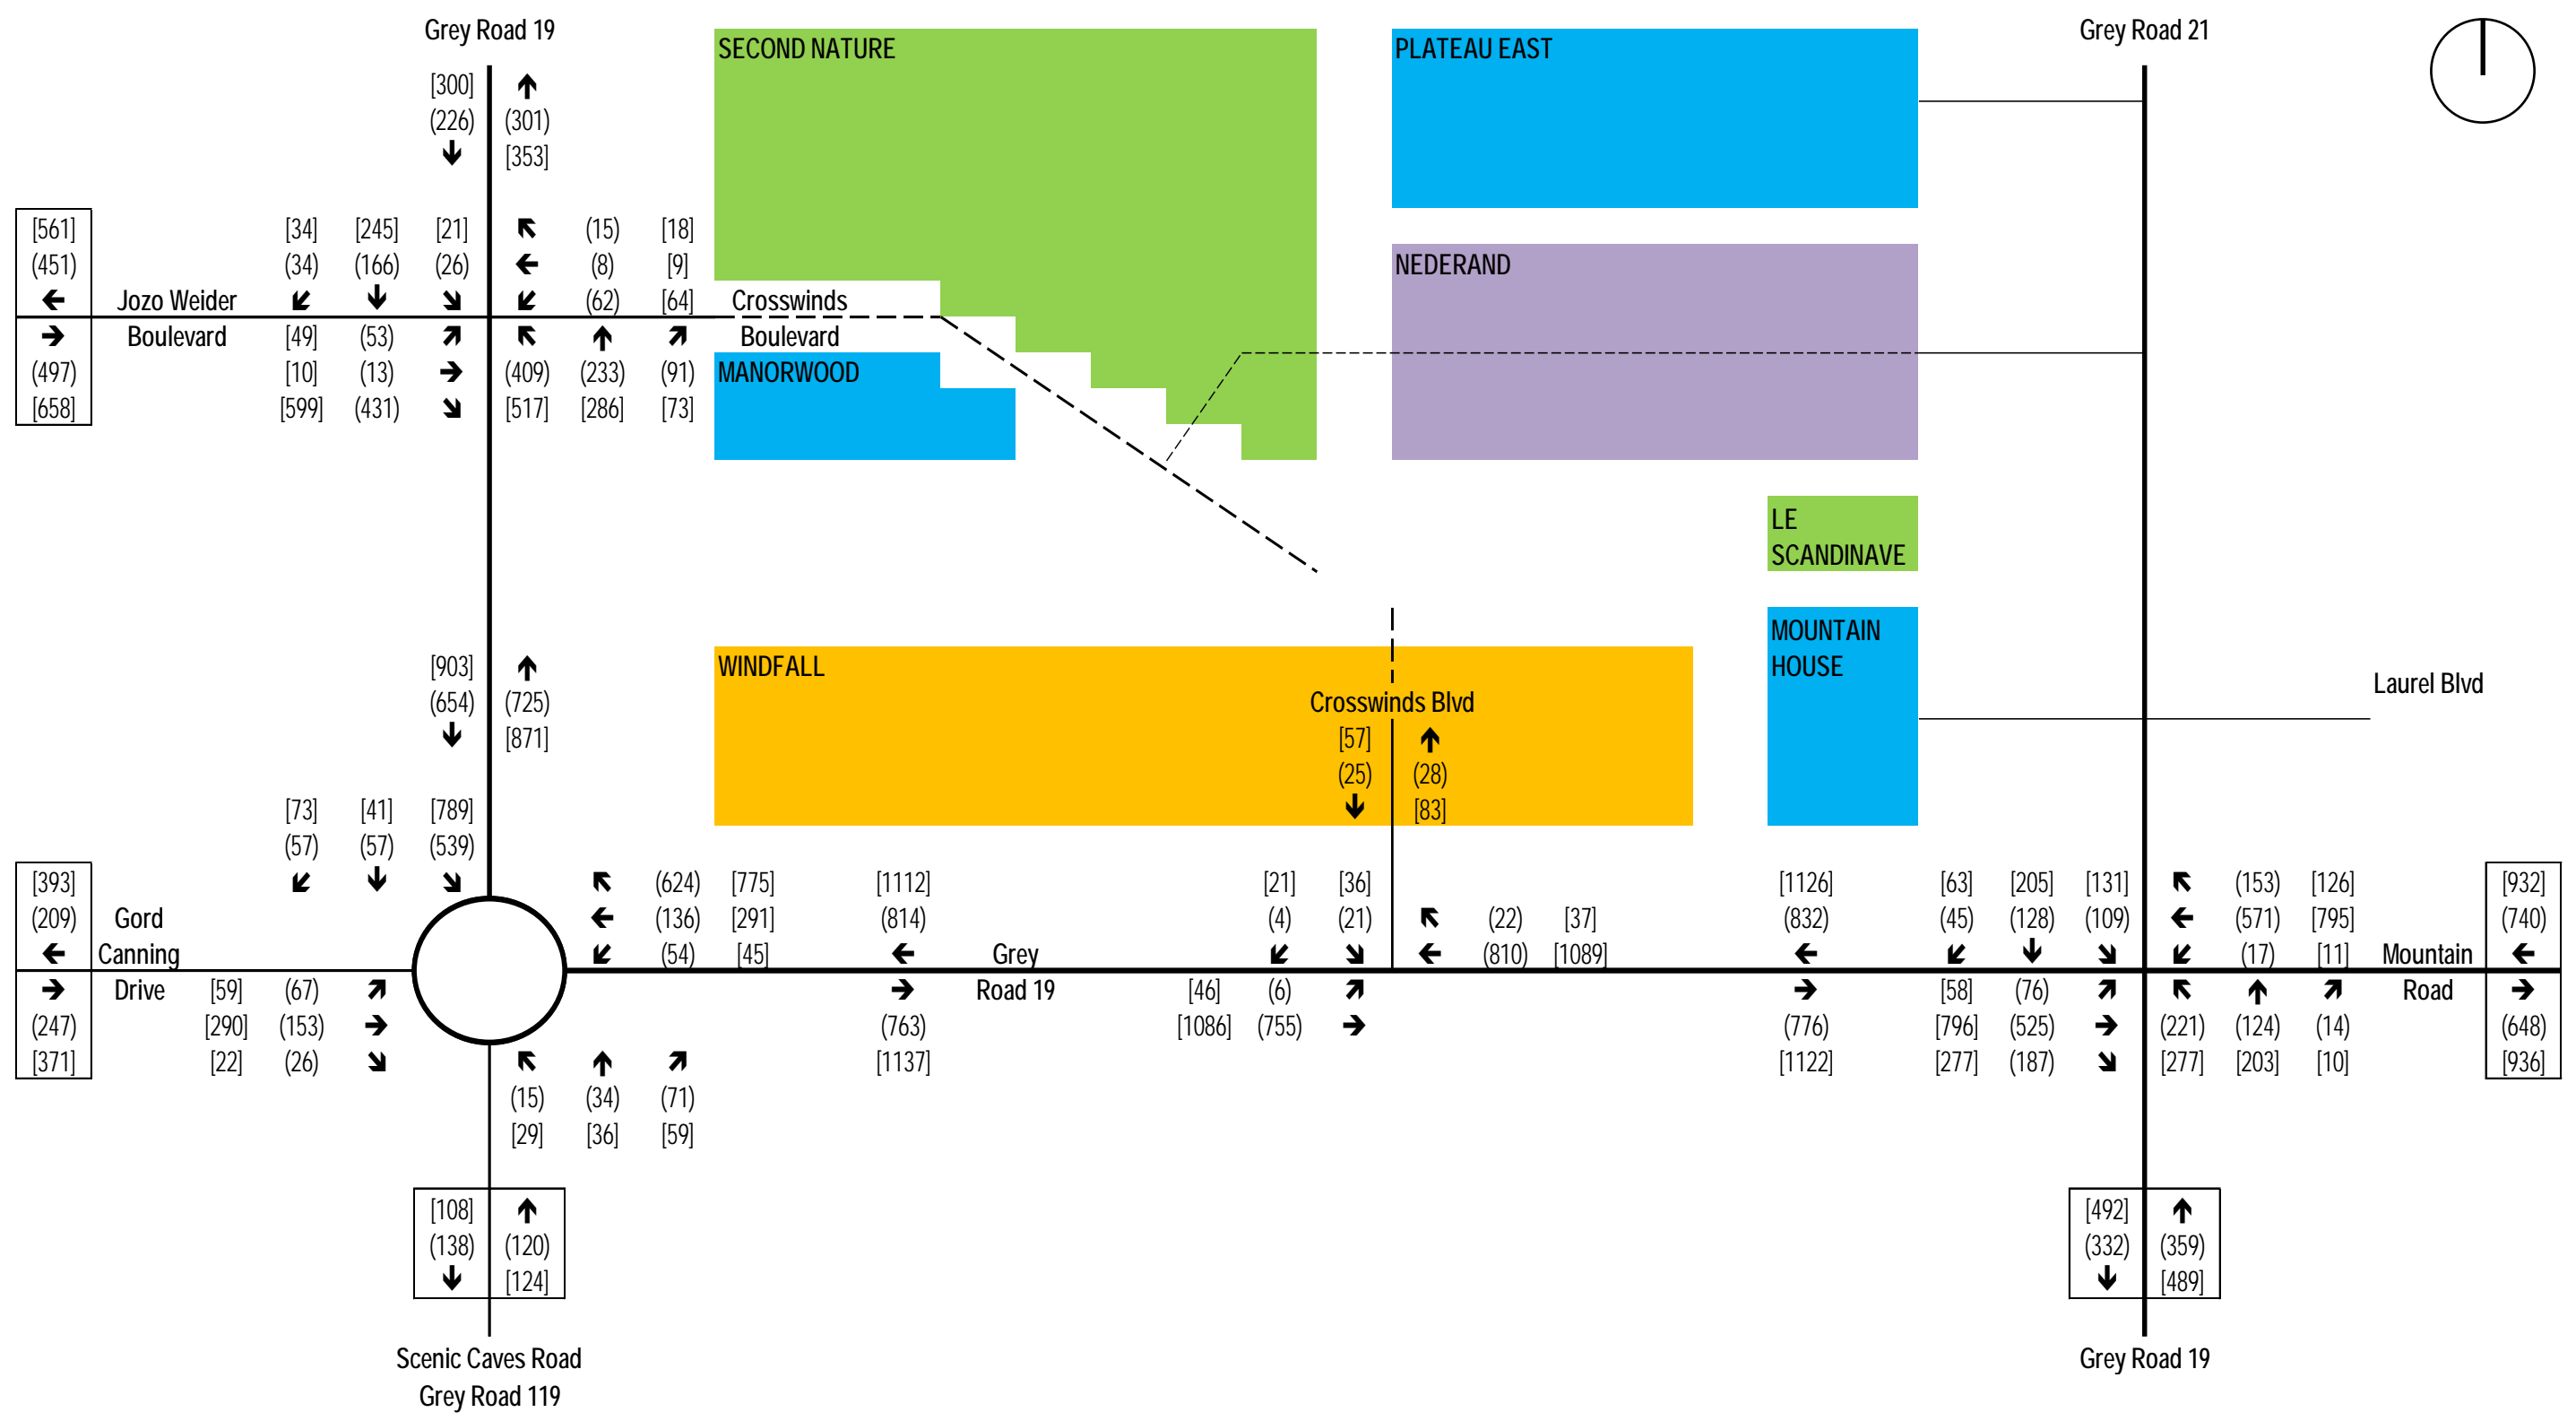 Grey Road 19
Grey Road 21
SECOND NATURE
PLATEAU EAST
[300] ↑
(226) (301)
↓ [353]
[561] [34] [245] [21] ↖ (15) [18]
(451) (34) (166) (26) ← (8) [9]
← Jozo Weider ↙ ↓ ↘ ↙ (62) [64] Crosswinds
→ Boulevard [49] (53) ↗ ↖ ↑ ↗ Boulevard
(497) [10] (13) → (409) (233) (91) MANORWOOD
[658] [599] (431) ↘ [517] [286] [73]
NEDERAND
LE
SCANDINAVE
MOUNTAIN
HOUSE
Laurel Blvd
[903] ↑
(654) (725)
↓ [871]
WINDFALL
Crosswinds Blvd
[57] ↑
(25) (28)
↓ [83]
[73] [41] [789]
(57) (57) (539)
↙ ↓ ↘
[393] ↖ (624) [775] [1112] [21] [36] [1126] [63] [205] [131] ↖ (153) [126] [932]
(209) Gord ← (136) [291] (814) (4) (21) ↖ (22) [37] (832) (45) (128) (109) ← (571) [795] (740)
← Canning ↙ (54) [45] ← Grey ↙ ↘ ← (810) [1089] ← ↙ ↓ ↘ ↙ (17) [11] Mountain ←
→ Drive [59] (67) ↗ → Road 19 [46] (6) ↗ → [58] (76) ↗ ↖ ↑ ↗ Road →
(247) [290] (153) → (763) [1086] (755) → (776) [796] (525) → (221) (124) (14) (648)
[371] [22] (26) ↘ ↖ ↑ ↗ [1137] [1122] [277] (187) ↘ [277] [203] [10] [936]
(15) (34) (71)
[29] [36] [59]
[108] ↑ [492] ↑
(138) (120) (332) (359)
↓ [124] ↓ [489]
Scenic Caves Road Grey Road 19
Grey Road 119